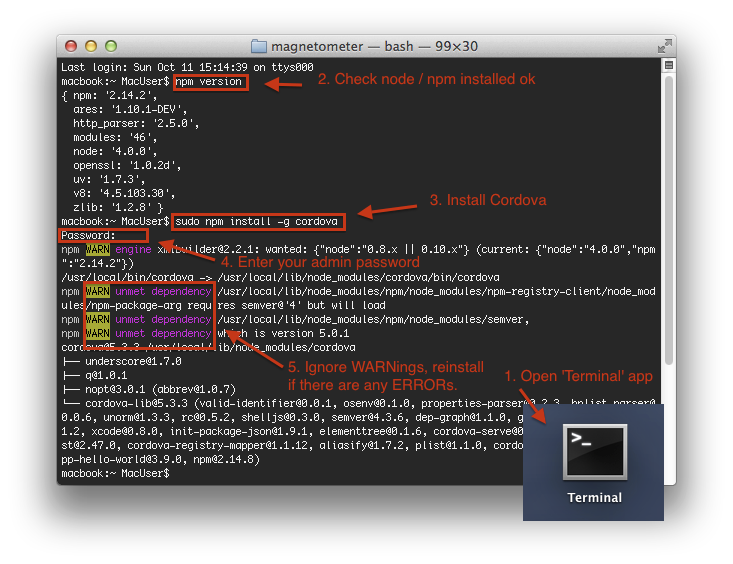 magnetometer — bash — 99×30
Last login: Sun Oct 11 15:14:39 on ttys000
macbook:~ MacUser$ npm version
2. Check node / npm installed ok
{ npm: '2.14.2',
ares: '1.10.1-DEV',
http_parser: '2.5.0',
modules: '46',
node: '4.0.0',
openssl: '1.0.2d',
uv: '1.7.3',
v8: '4.5.103.30',
zlib: '1.2.8' }
3. Install Cordova
macbook:~ MacUser$ sudo npm install -g cordova
Password:
npm WARN engine xmlbuilder@2.2.1: wanted: {"node":"0.8.x || 0.10.x"} (current: {"node":"4.0.0","npm
":"2.14.2"})
4. Enter your admin password
/usr/local/bin/cordova -> /usr/local/lib/node_modules/cordova/bin/cordova
npm WARN unmet dependency /usr/local/lib/node_modules/npm/node_modules/npm-registry-client/node_mod
ules/npm-package-arg requires semver@'4' but will load
npm WARN unmet dependency /usr/local/lib/node_modules/npm/node_modules/semver,
npm WARN unmet dependency which is version 5.0.1
cordova@5.3.3 /usr/local/lib/node_modules/cordova
├── underscore@1.7.0
├── q@1.0.1
├── nopt@3.0.1 (abbrev@1.0.7)
5. Ignore WARNings, reinstall
if there are any ERRORs.
1. Open 'Terminal' app
└── cordova-lib@5.3.3 (valid-identifier@0.0.1, osenv@0.1.0, properties-parser@0.2.3, bplist-parser@
0.0.6, unorm@1.3.3, rc@0.5.2, shelljs@0.3.0, semver@4.3.6, dep-graph@1.1.0, g
1.2, xcode@0.8.0, init-package-json@1.9.1, elementtree@0.1.6, cordova-serve@0
st@2.47.0, cordova-registry-mapper@1.1.12, aliasify@1.7.2, plist@1.1.0, cordo
pp-hello-world@3.9.0, npm@2.14.8)
macbook:~ MacUser$
Terminal